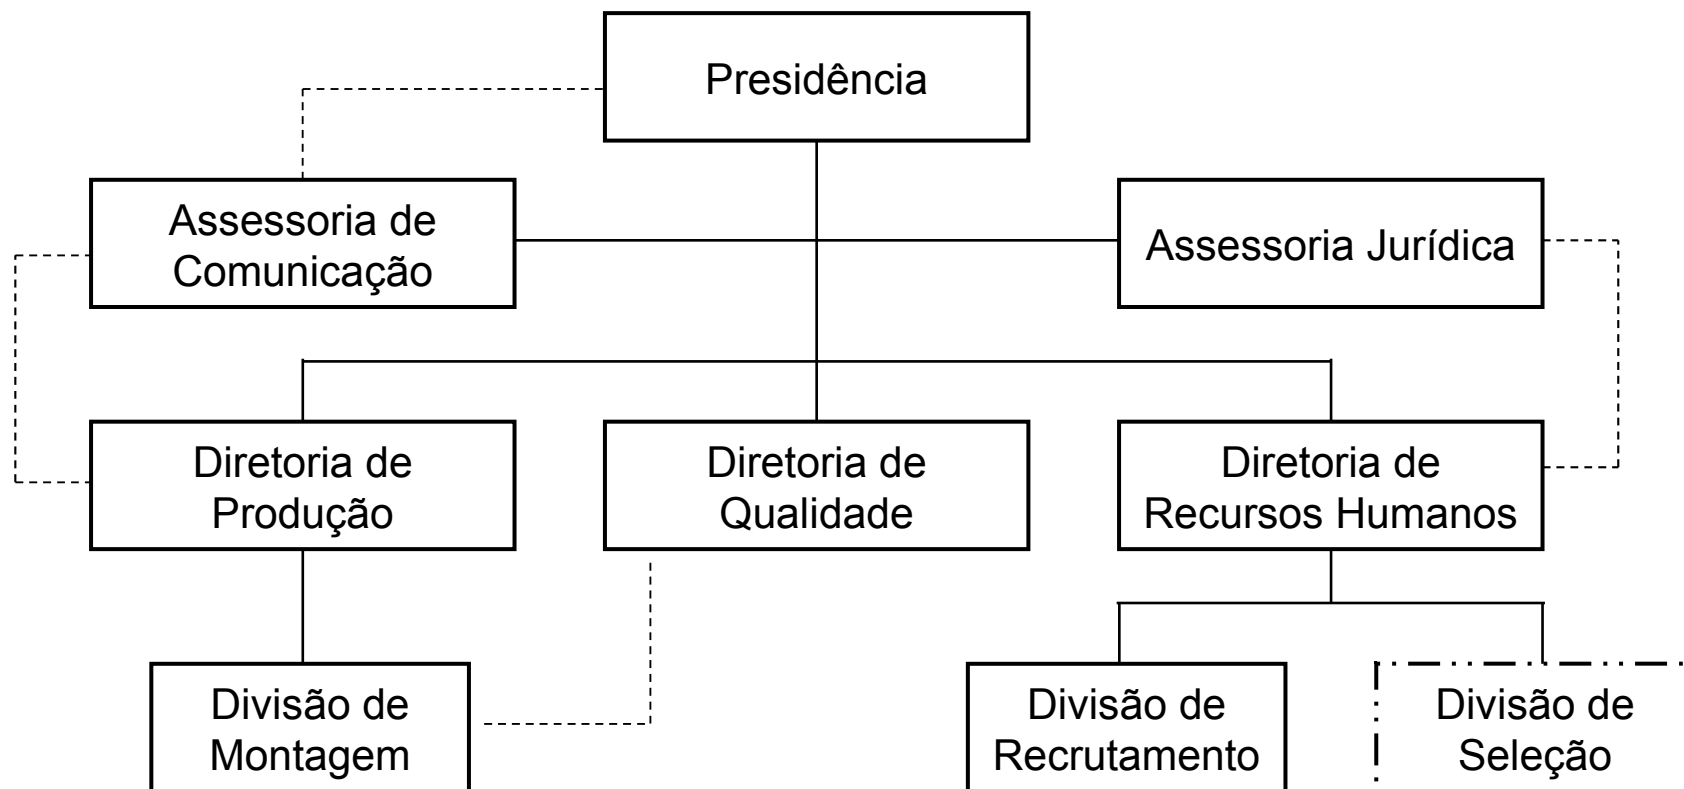 Presidência
Assessoria de
Comunicação
Assessoria Jurídica
Diretoria de
Produção
Diretoria de
Qualidade
Diretoria de
Recursos Humanos
Divisão de
Montagem
Divisão de
Recrutamento
Divisão de
Seleção